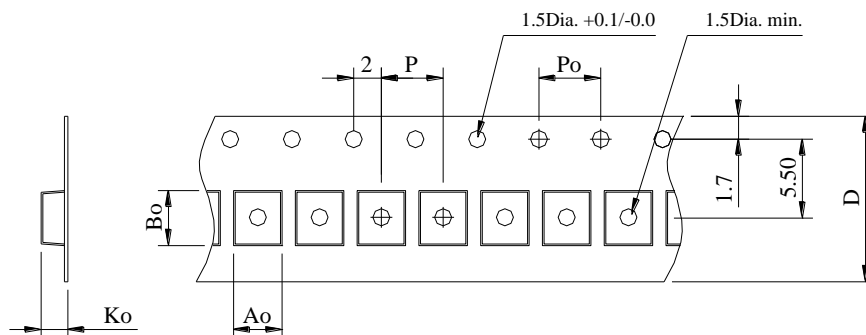 1.5Dia. +0.1/-0.0
1.5Dia. min.
2
P
Po
1.7
5.50
D
Bo
Ko
Ao